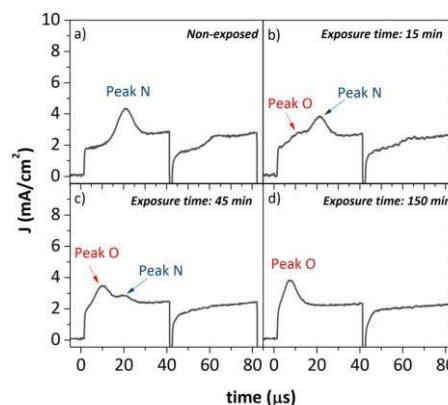 a) Non-exposed
Peak N
b) Exposure time: 15 min
Peak O
Peak N
c) Exposure time: 45 min
Peak O
Peak N
d) Exposure time: 150 min
Peak O
J (mA/cm²)
8
6
4
2
0
8
6
4
2
0
0 20 40 60 80
0 20 40 60 80
time (μs)